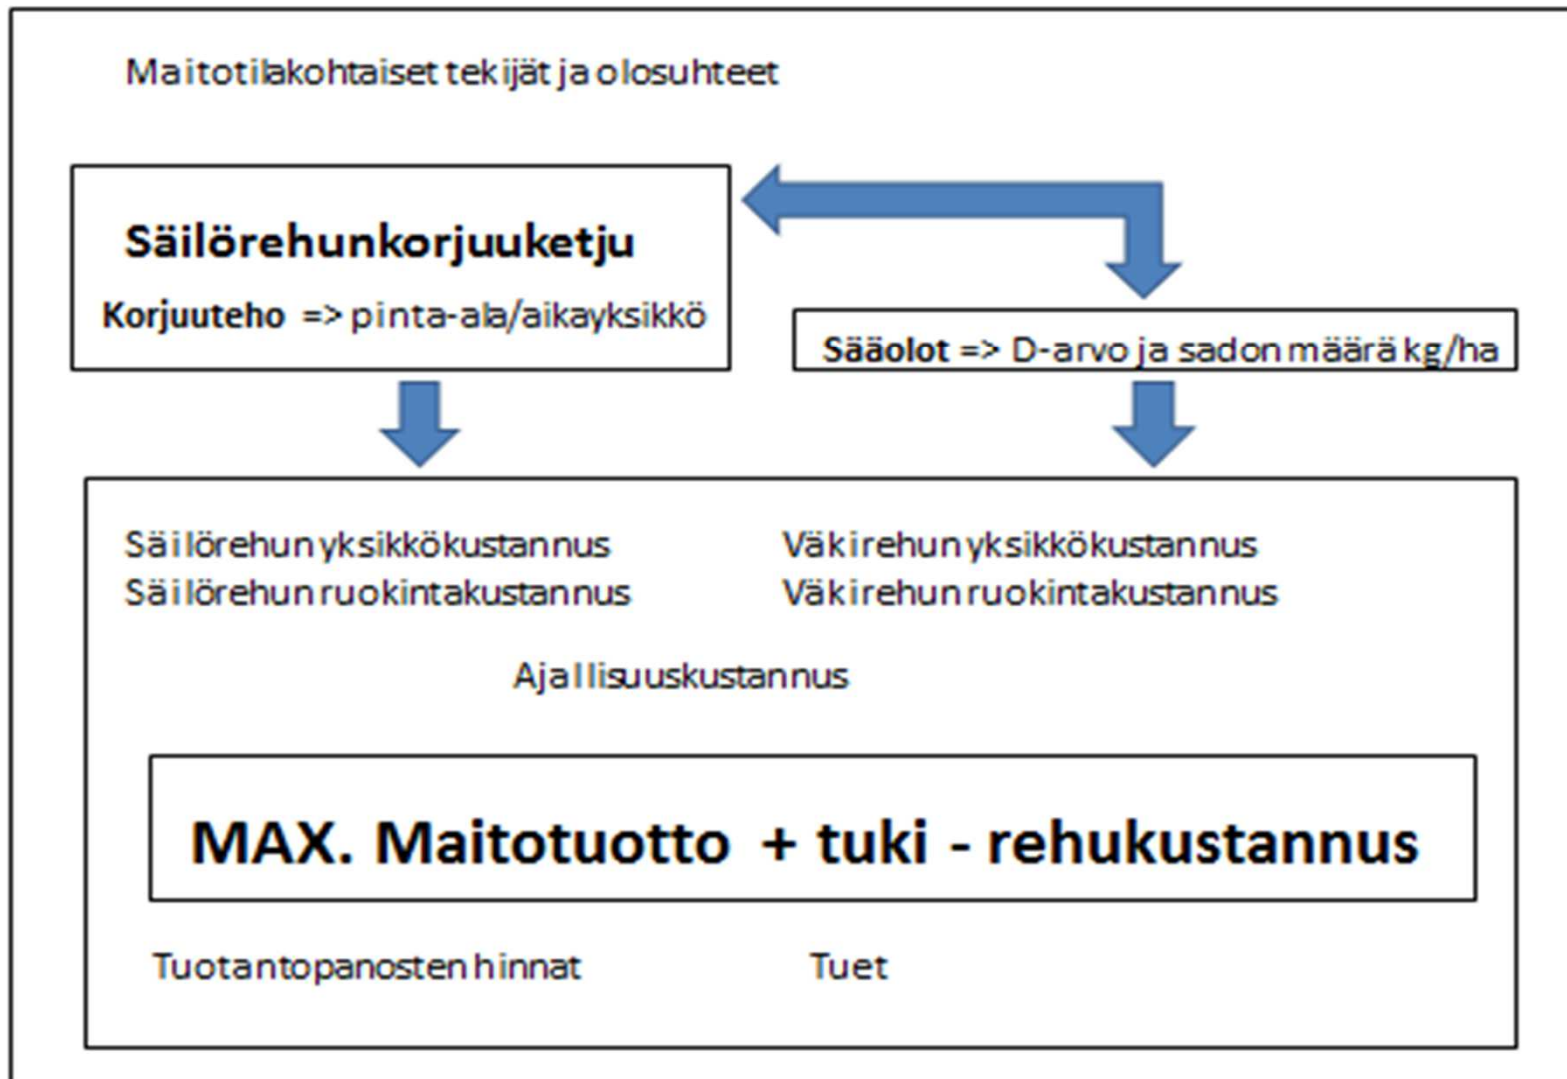 Maitotilakohtaiset tekijät ja olosuhteet
Säilörehunkorjuuketju
Korjuuteho => pinta-ala/aikayksikkö
Sääolot => D-arvo ja sadon määrä kg/ha
Säilörehun yksikkökustannus
Säilörehun ruokintakustannus
Väkirehun yksikkökustannus
Väkirehun ruokintakustannus
Ajallisuuskustannus
MAX. Maitotuotto + tuki - rehukustannus
Tuotantopanosten hinnat
Tuet